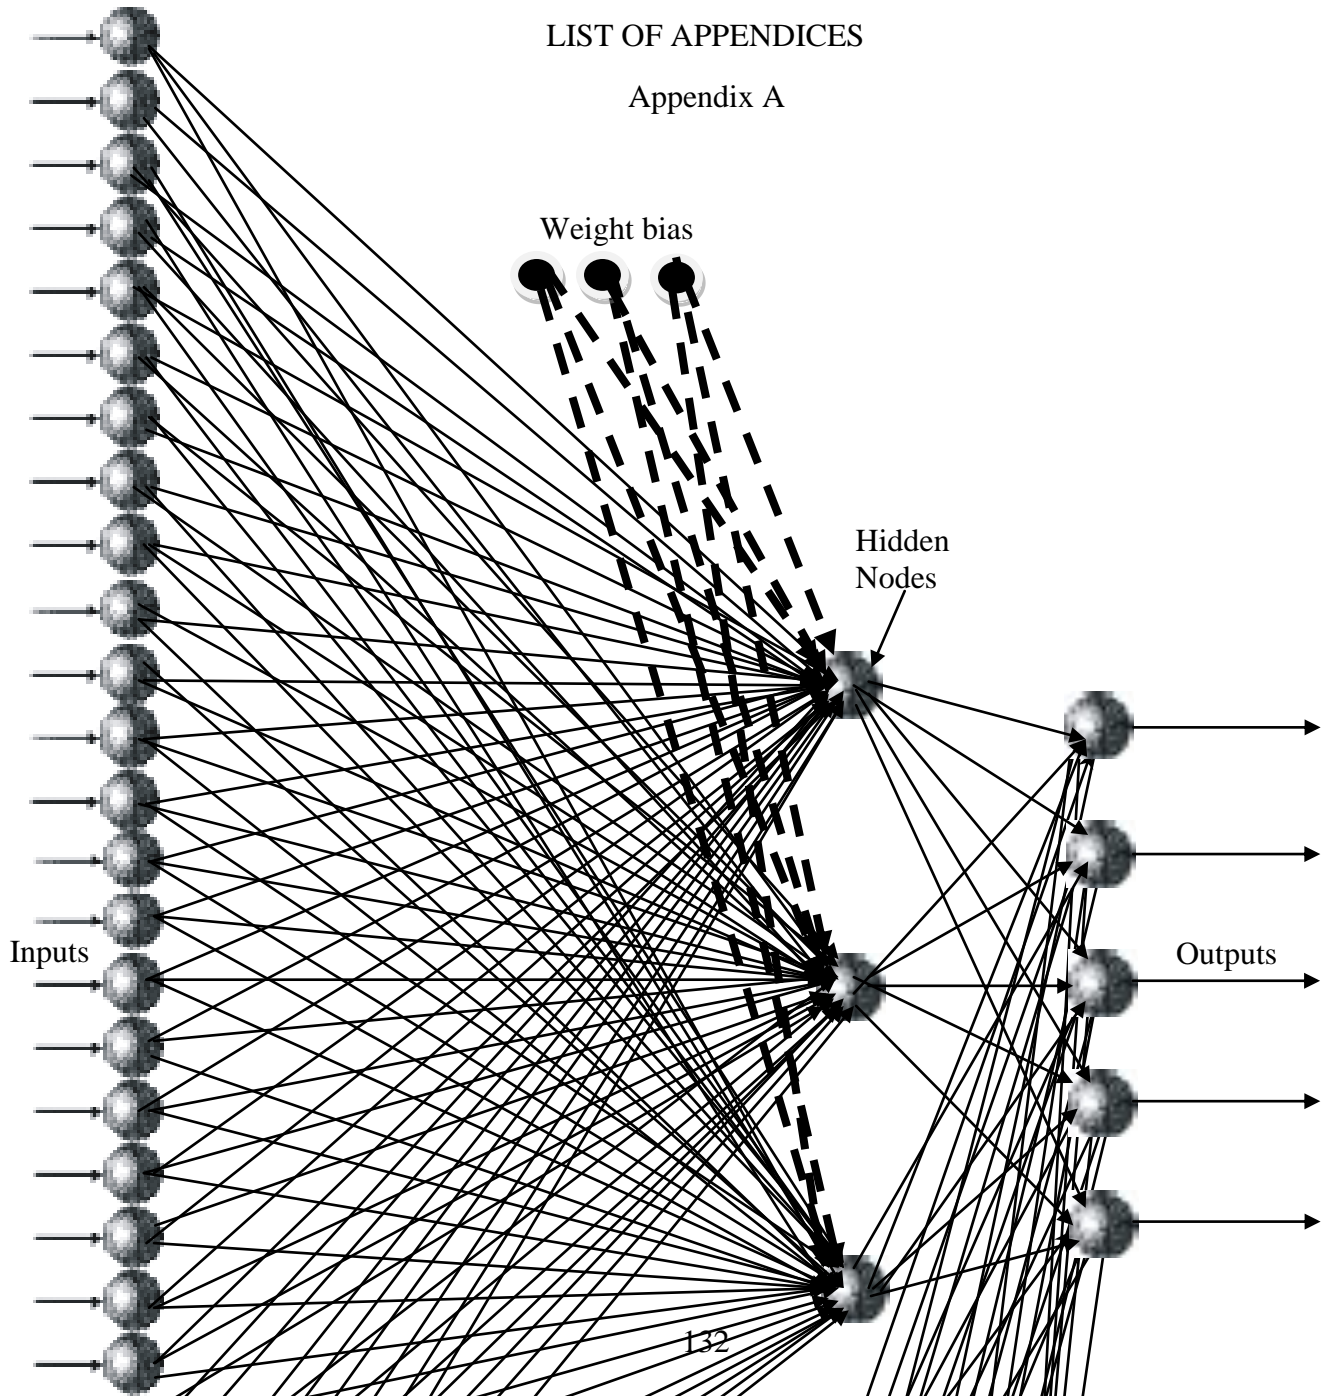 LIST OF APPENDICES
Appendix A
Weight bias
Hidden
Nodes
Inputs
Outputs
132